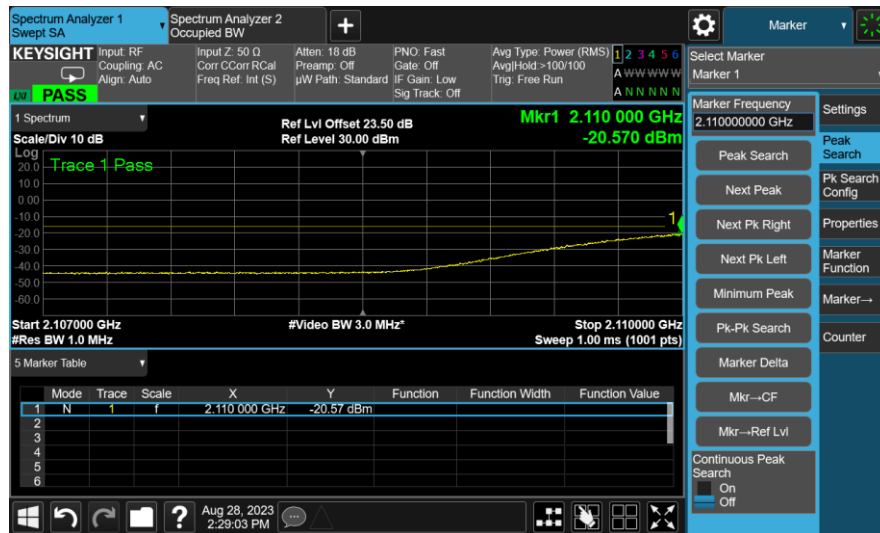 Spectrum Analyzer 1
Swept SA
Spectrum Analyzer 2
Occupied BW
Marker
KEYSIGHT
LXI
PASS
Input: RF
Coupling: AC
Align: Auto
Input Z: 50 Ω
Corr CCorr RCal
Freq Ref: Int (S)
Atten: 18 dB
Preamp: Off
µW Path: Standard
PNO: Fast
Gate: Off
IF Gain: Low
Sig Track: Off
Avg Type: Power (RMS)
Avg|Hold:>100/100
Trig: Free Run
1 2 3 4 5 6
A W W W W W
A N N N N N
1 Spectrum
Scale/Div 10 dB
Ref Lvl Offset 23.50 dB
Ref Level 30.00 dBm
Mkr1 2.110 000 GHz
-20.570 dBm
Log
Trace 1 Pass
20.0
10.0
0.00
-10.0
-20.0
-30.0
-40.0
-50.0
-60.0
1
Start 2.107000 GHz
#Res BW 1.0 MHz
#Video BW 3.0 MHz*
Stop 2.110000 GHz
Sweep 1.00 ms (1001 pts)
5 Marker Table
Mode Trace Scale X Y Function Function Width Function Value
1 N 1 f 2.110 000 GHz -20.57 dBm
2
3
4
5
6
Aug 28, 2023
2:29:03 PM
Select Marker
Marker 1
Marker Frequency
2.110000000 GHz
Peak Search
Next Peak
Next Pk Right
Next Pk Left
Minimum Peak
Pk-Pk Search
Marker Delta
Mkr→CF
Mkr→Ref Lvl
Continuous Peak
Search
On
Off
Settings
Peak
Search
Pk Search
Config
Properties
Marker
Function
Marker→
Counter